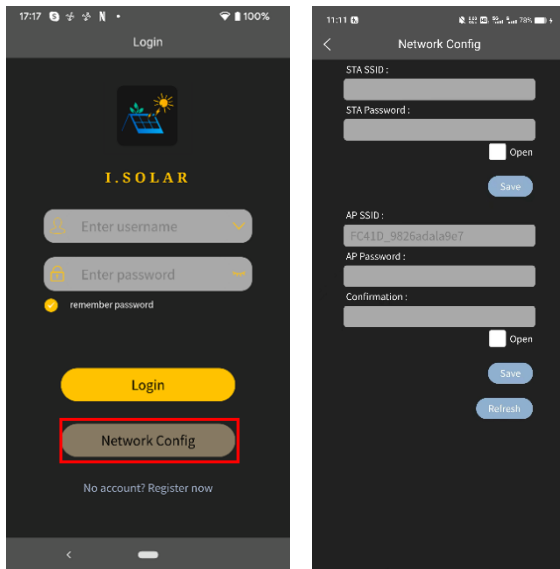 17:17
100%
Login
I.SOLAR
Enter username
Enter password
remember password
Login
Network Config
No account? Register now
11:11
78%
Network Config
STA SSID :
STA Password :
Open
Save
AP SSID :
FC41D_9826adala9e7
AP Password :
Confirmation :
Open
Save
Refresh